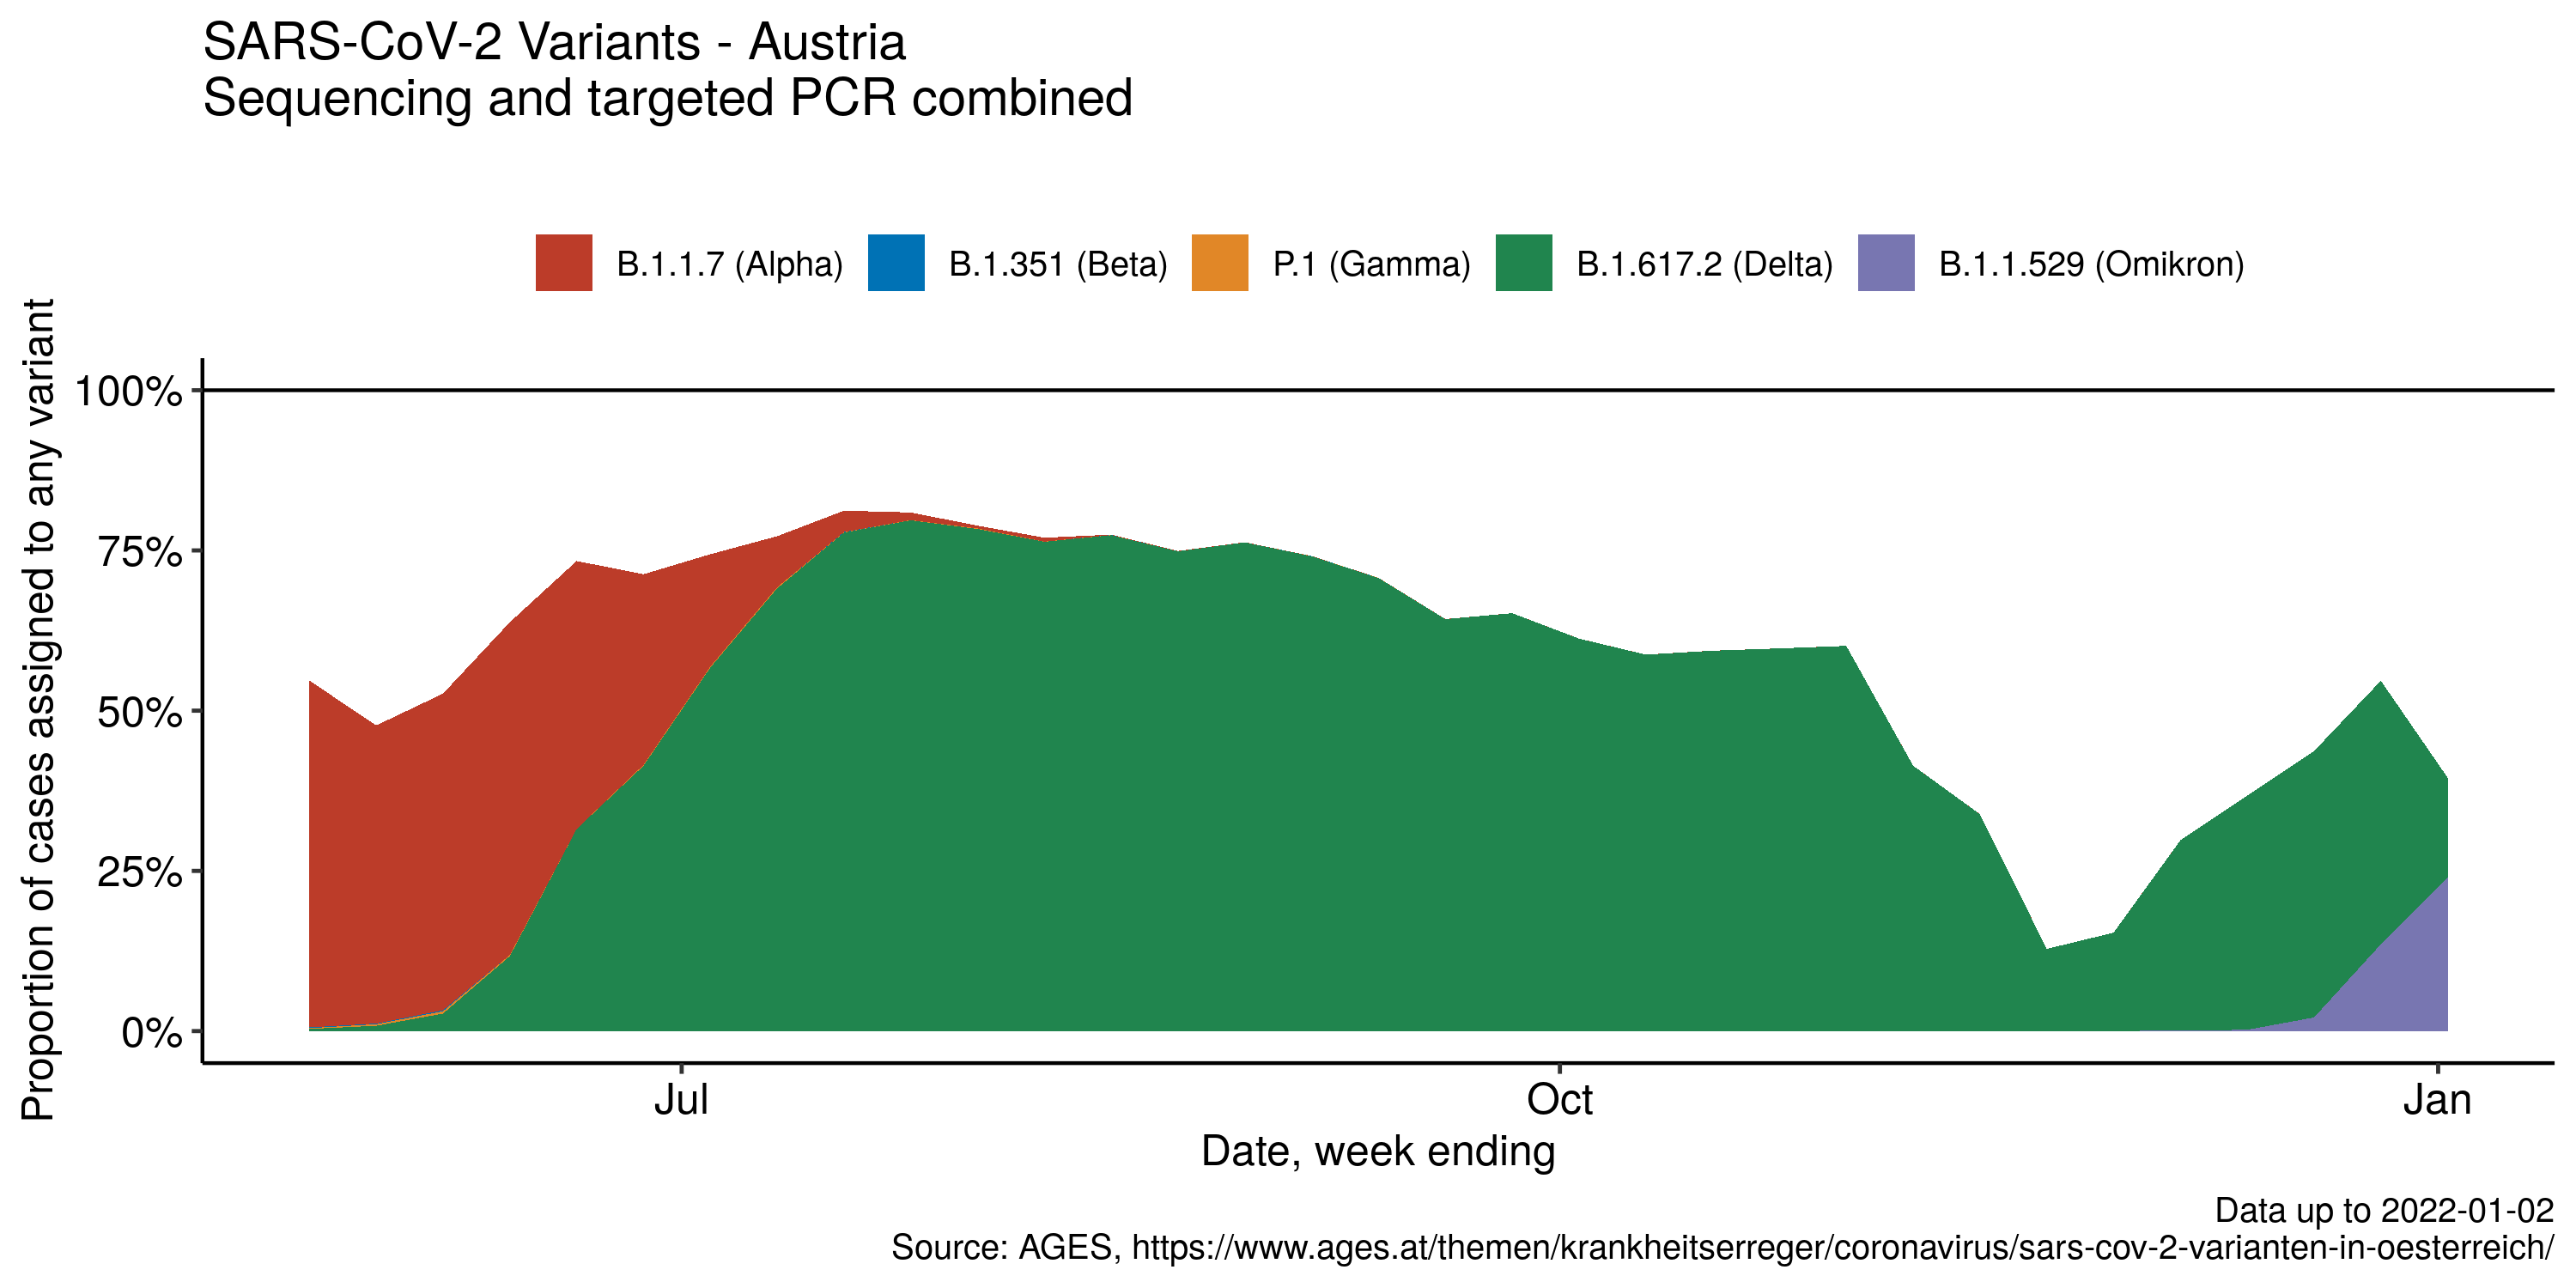 SARS-CoV-2 Variants - Austria
Sequencing and targeted PCR combined
B.1.1.7 (Alpha)
B.1.351 (Beta)
P.1 (Gamma)
B.1.617.2 (Delta)
B.1.1.529 (Omikron)
Proportion of cases assigned to any variant
100%
75%
50%
25%
0%
Jul
Oct
Jan
Date, week ending
Data up to 2022-01-02
Source: AGES, https://www.ages.at/themen/krankheitserreger/coronavirus/sars-cov-2-varianten-in-oesterreich/